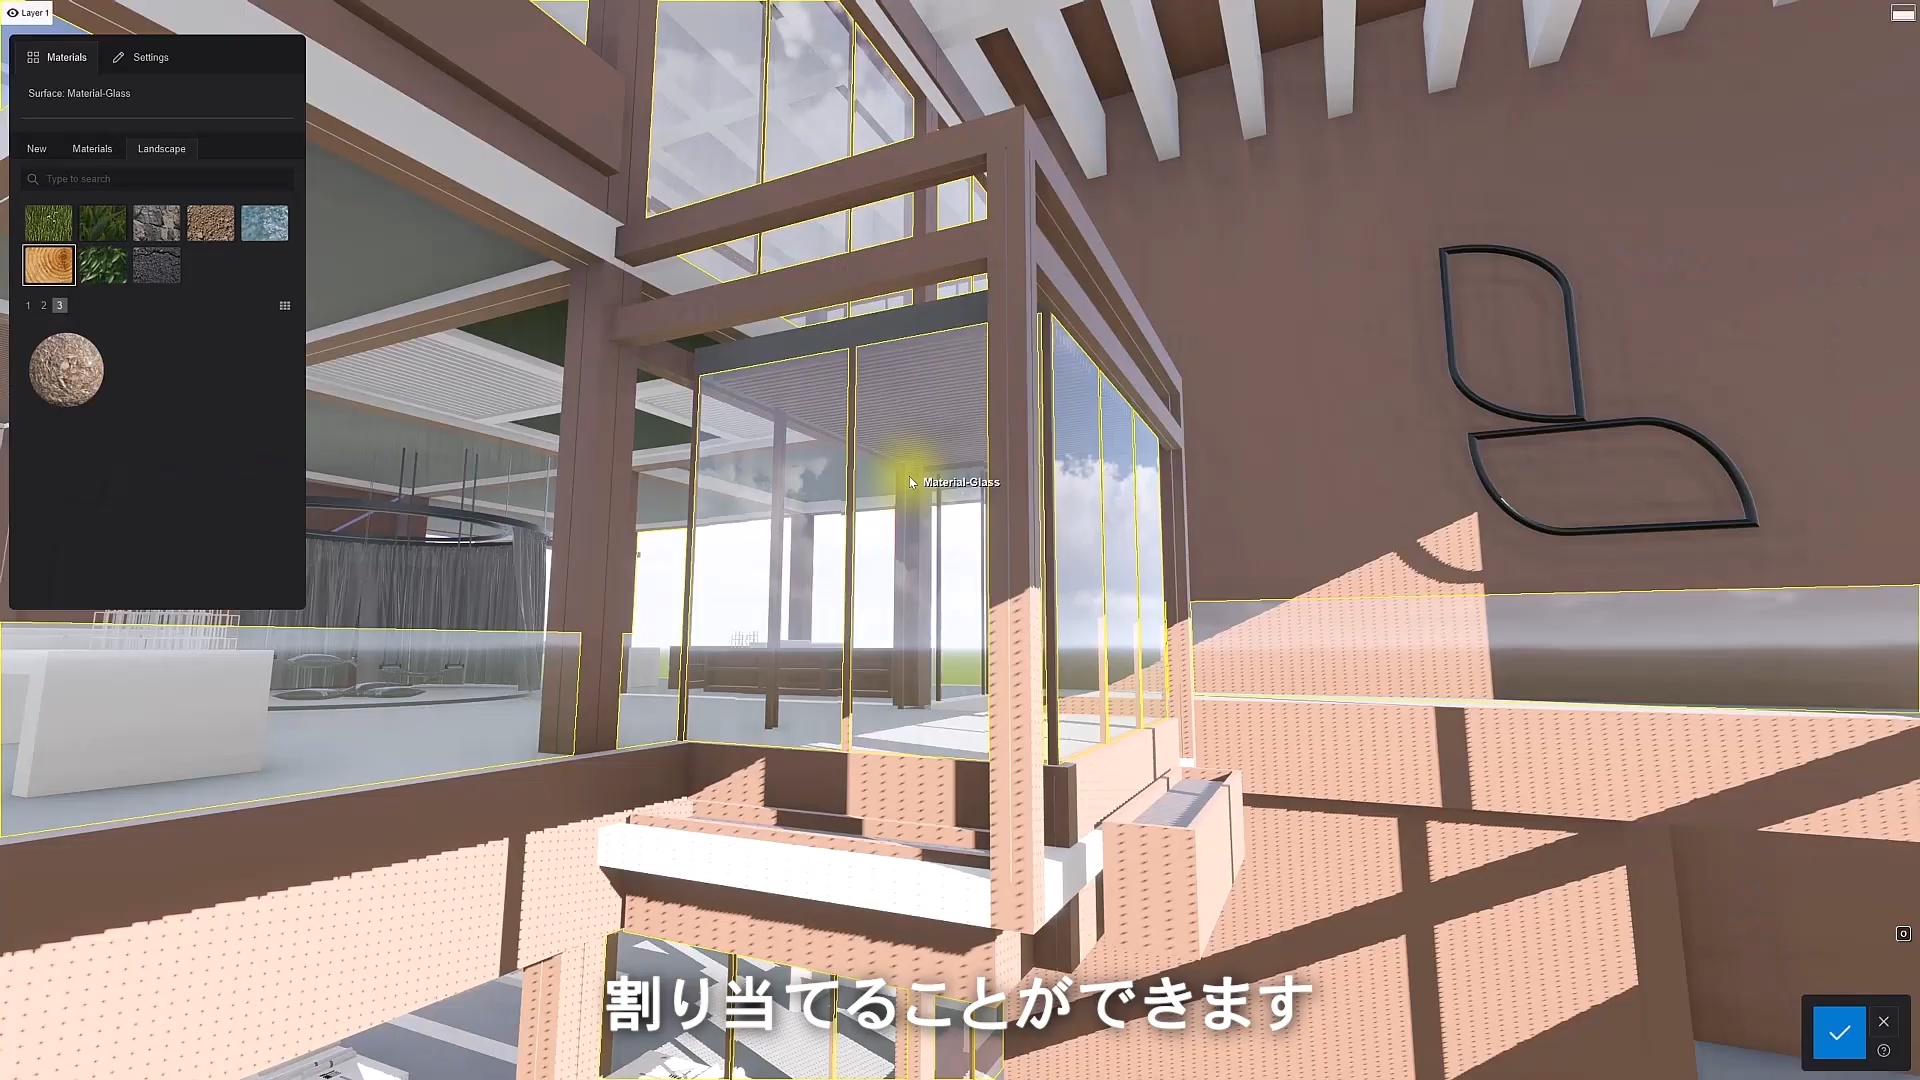 Layer 1
Materials
Settings
Surface: Material-Glass
New
Materials
Landscape
Type to search
1 2 3
Material-Glass
割り当てることができます